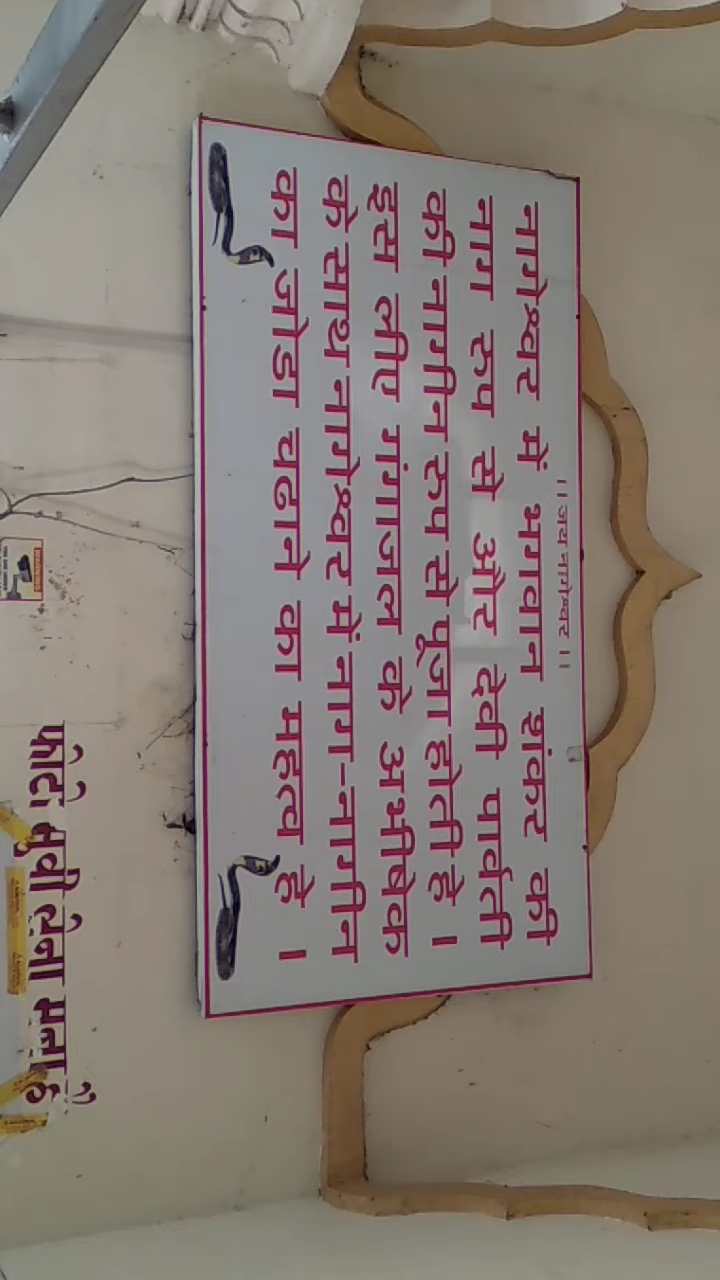 ।। जय नागेश्वर ।।
नागेश्वर में भगवान शंकर की
नाग रुप से और देवी पार्वती
की नागीन रुप से पूजा होती है ।
इस लीए गंगाजल के अभीषेक
के साथ नागेश्वर में नाग-नागीन
का जोडा चढाने का महत्व है ।
फोटो मुवी लेना मना है